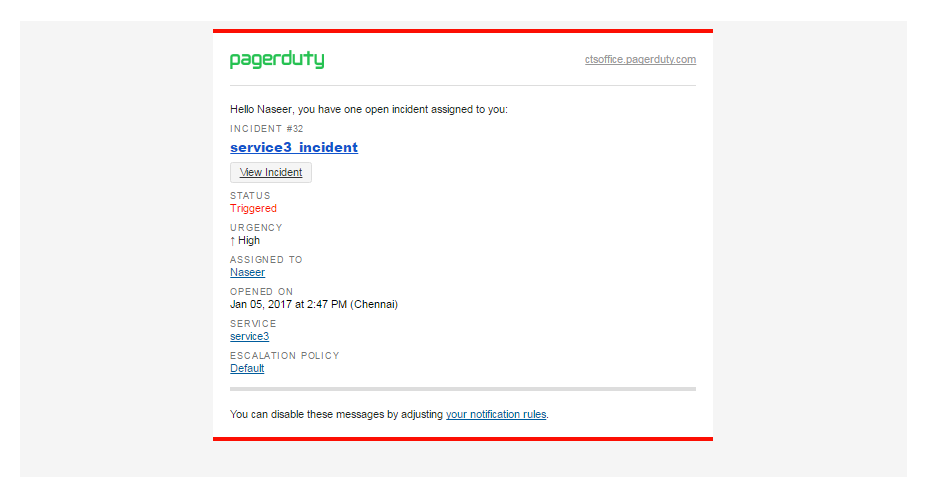 pagerduty
ctsoffice.pagerduty.com
Hello Naseer, you have one open incident assigned to you:
INCIDENT #32
service3_incident
View Incident
STATUS
Triggered
URGENCY
↑ High
ASSIGNED TO
Naseer
OPENED ON
Jan 05, 2017 at 2:47 PM (Chennai)
SERVICE
service3
ESCALATION POLICY
Default
You can disable these messages by adjusting your notification rules.